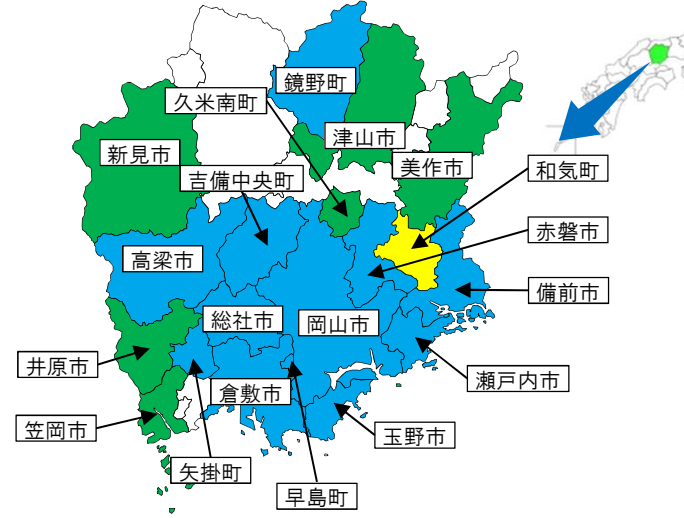 鏡野町
久米南町
津山市
新見市
美作市
和気町
吉備中央町
赤磐市
高梁市
備前市
総社市
岡山市
井原市
瀬戸内市
倉敷市
笠岡市
玉野市
矢掛町
早島町